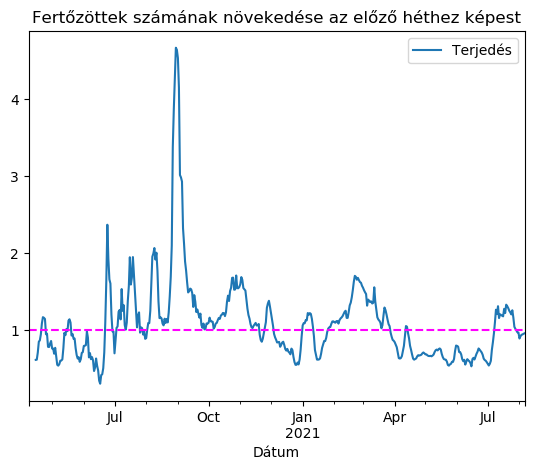 Fertőzöttek számának növekedése az előző héthez képest
Terjedés
4
3
2
1
Jul
Oct
Jan
2021
Apr
Jul
Dátum